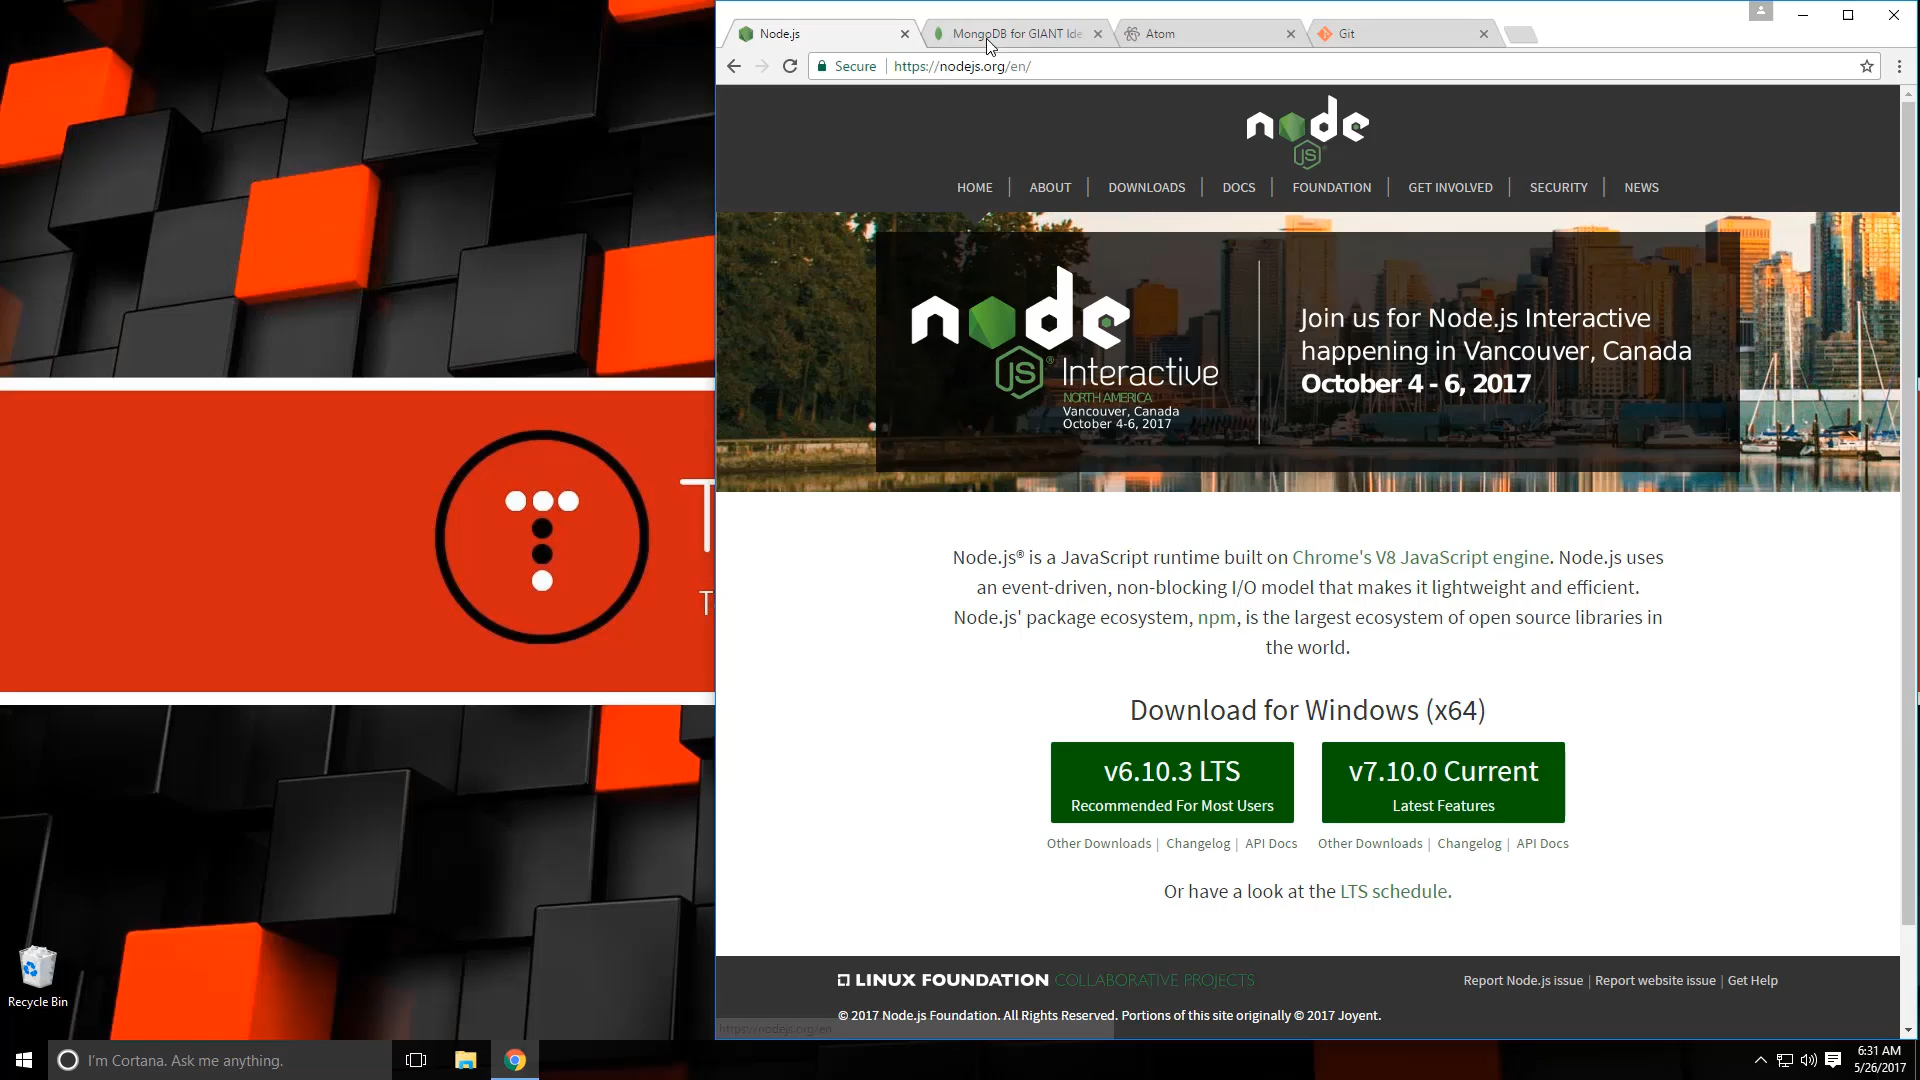 Node.js
MongoDB for GIANT Ide
Atom
Git
Secure
https://nodejs.org/en/
node
JS
HOME
ABOUT
DOWNLOADS
DOCS
FOUNDATION
GET INVOLVED
SECURITY
NEWS
node
JS® Interactive
NORTH AMERICA
Vancouver, Canada
October 4-6, 2017
Join us for Node.js Interactive
happening in Vancouver, Canada
October 4 - 6, 2017
T
T
Node.js® is a JavaScript runtime built on Chrome's V8 JavaScript engine. Node.js uses
an event-driven, non-blocking I/O model that makes it lightweight and efficient.
Node.js' package ecosystem, npm, is the largest ecosystem of open source libraries in
the world.
Download for Windows (x64)
v6.10.3 LTS
Recommended For Most Users
v7.10.0 Current
Latest Features
Other Downloads | Changelog | API Docs
Other Downloads | Changelog | API Docs
Or have a look at the LTS schedule.
LINUX FOUNDATION COLLABORATIVE PROJECTS
Report Node.js issue | Report website issue | Get Help
© 2017 Node.js Foundation. All Rights Reserved. Portions of this site originally © 2017 Joyent.
https://nodejs.org/en
Recycle Bin
I'm Cortana. Ask me anything.
6:31 AM
5/26/2017